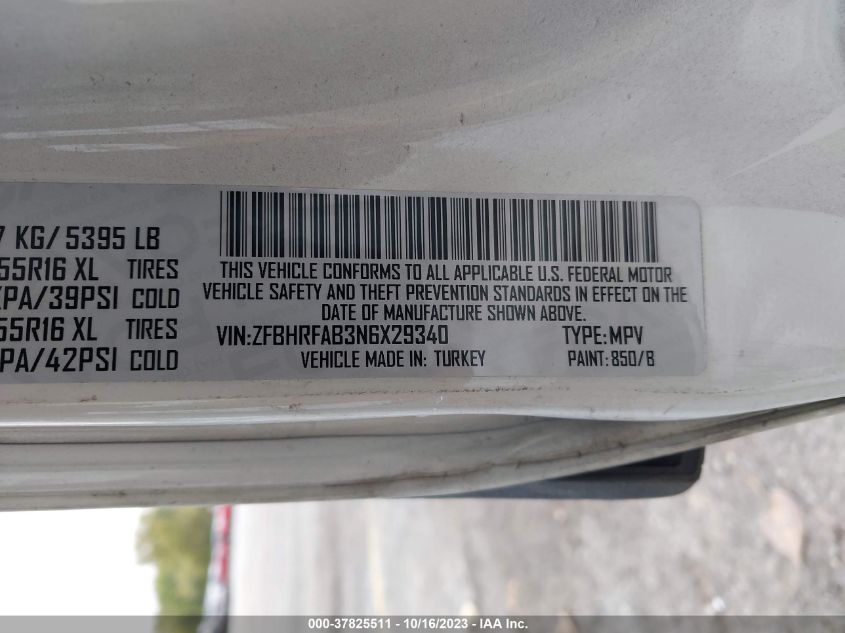 7 KG/ 5395 LB
55R16 XL TIRES
KPA/39PSI COLD
55R16 XL TIRES
PA/42PSI COLD
THIS VEHICLE CONFORMS TO ALL APPLICABLE U.S. FEDERAL MOTOR
VEHICLE SAFETY AND THEFT PREVENTION STANDARDS IN EFFECT ON THE
DATE OF MANUFACTURE SHOWN ABOVE.
VIN:ZFBHRFAB3N6X29340 TYPE:MPV
VEHICLE MADE IN: TURKEY PAINT:850/B
000-37825511 - 10/16/2023 - IAA Inc.